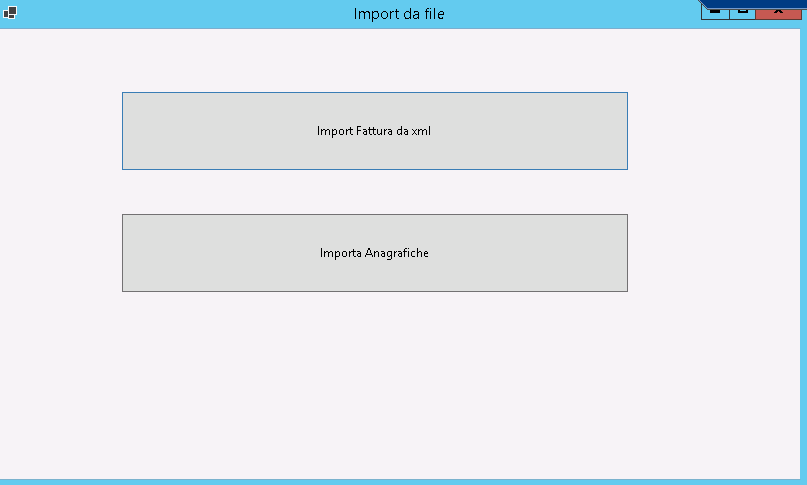 Import da file
Import Fattura da xml
Importa Anagrafiche